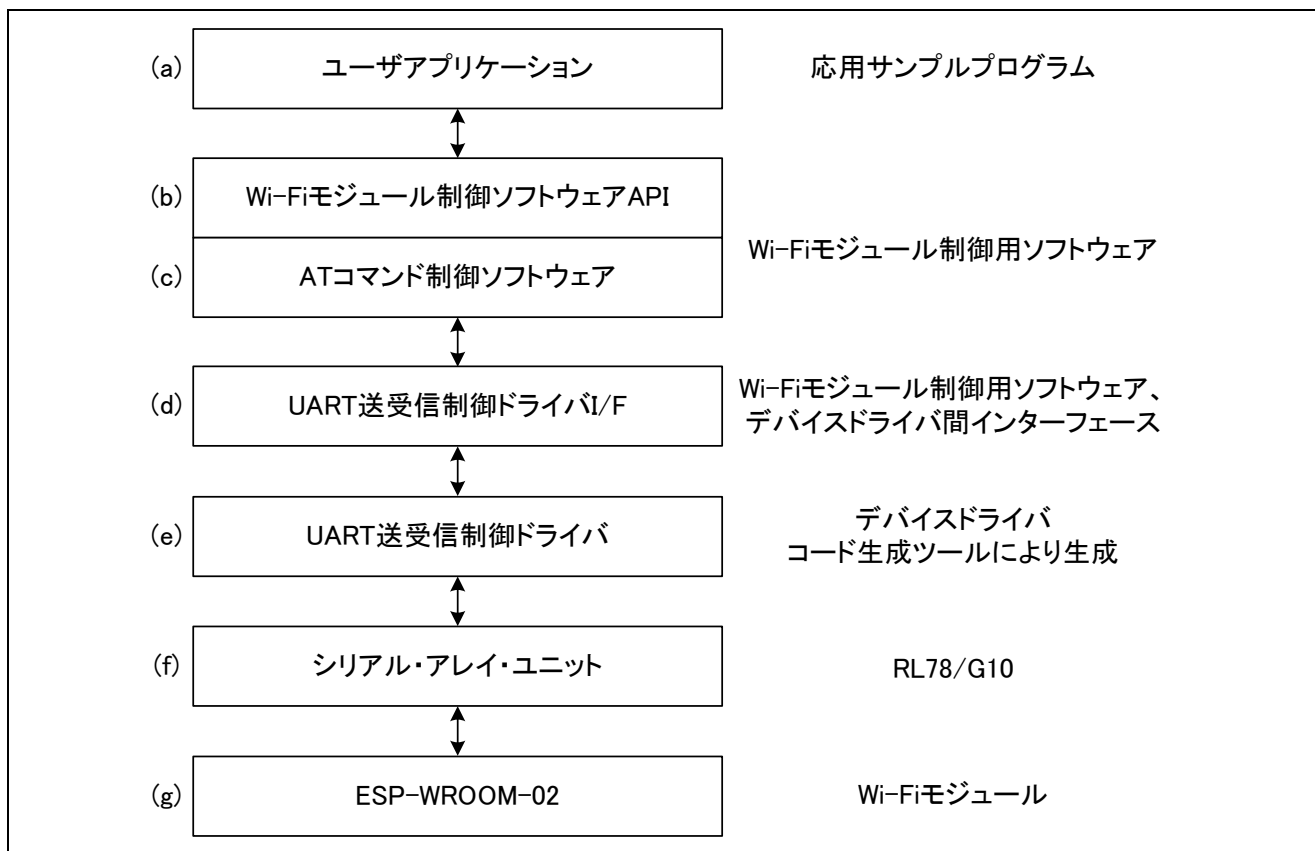 (a) ユーザアプリケーション 応用サンプルプログラム
(b) Wi-Fiモジュール制御ソフトウェアAPI
Wi-Fiモジュール制御用ソフトウェア
(c) ATコマンド制御ソフトウェア
(d) UART送受信制御ドライバI/F
Wi-Fiモジュール制御用ソフトウェア、
デバイスドライバ間インターフェース
(e) UART送受信制御ドライバ
デバイスドライバ
コード生成ツールにより生成
(f) シリアル・アレイ・ユニット RL78/G10
(g) ESP-WROOM-02 Wi-Fiモジュール